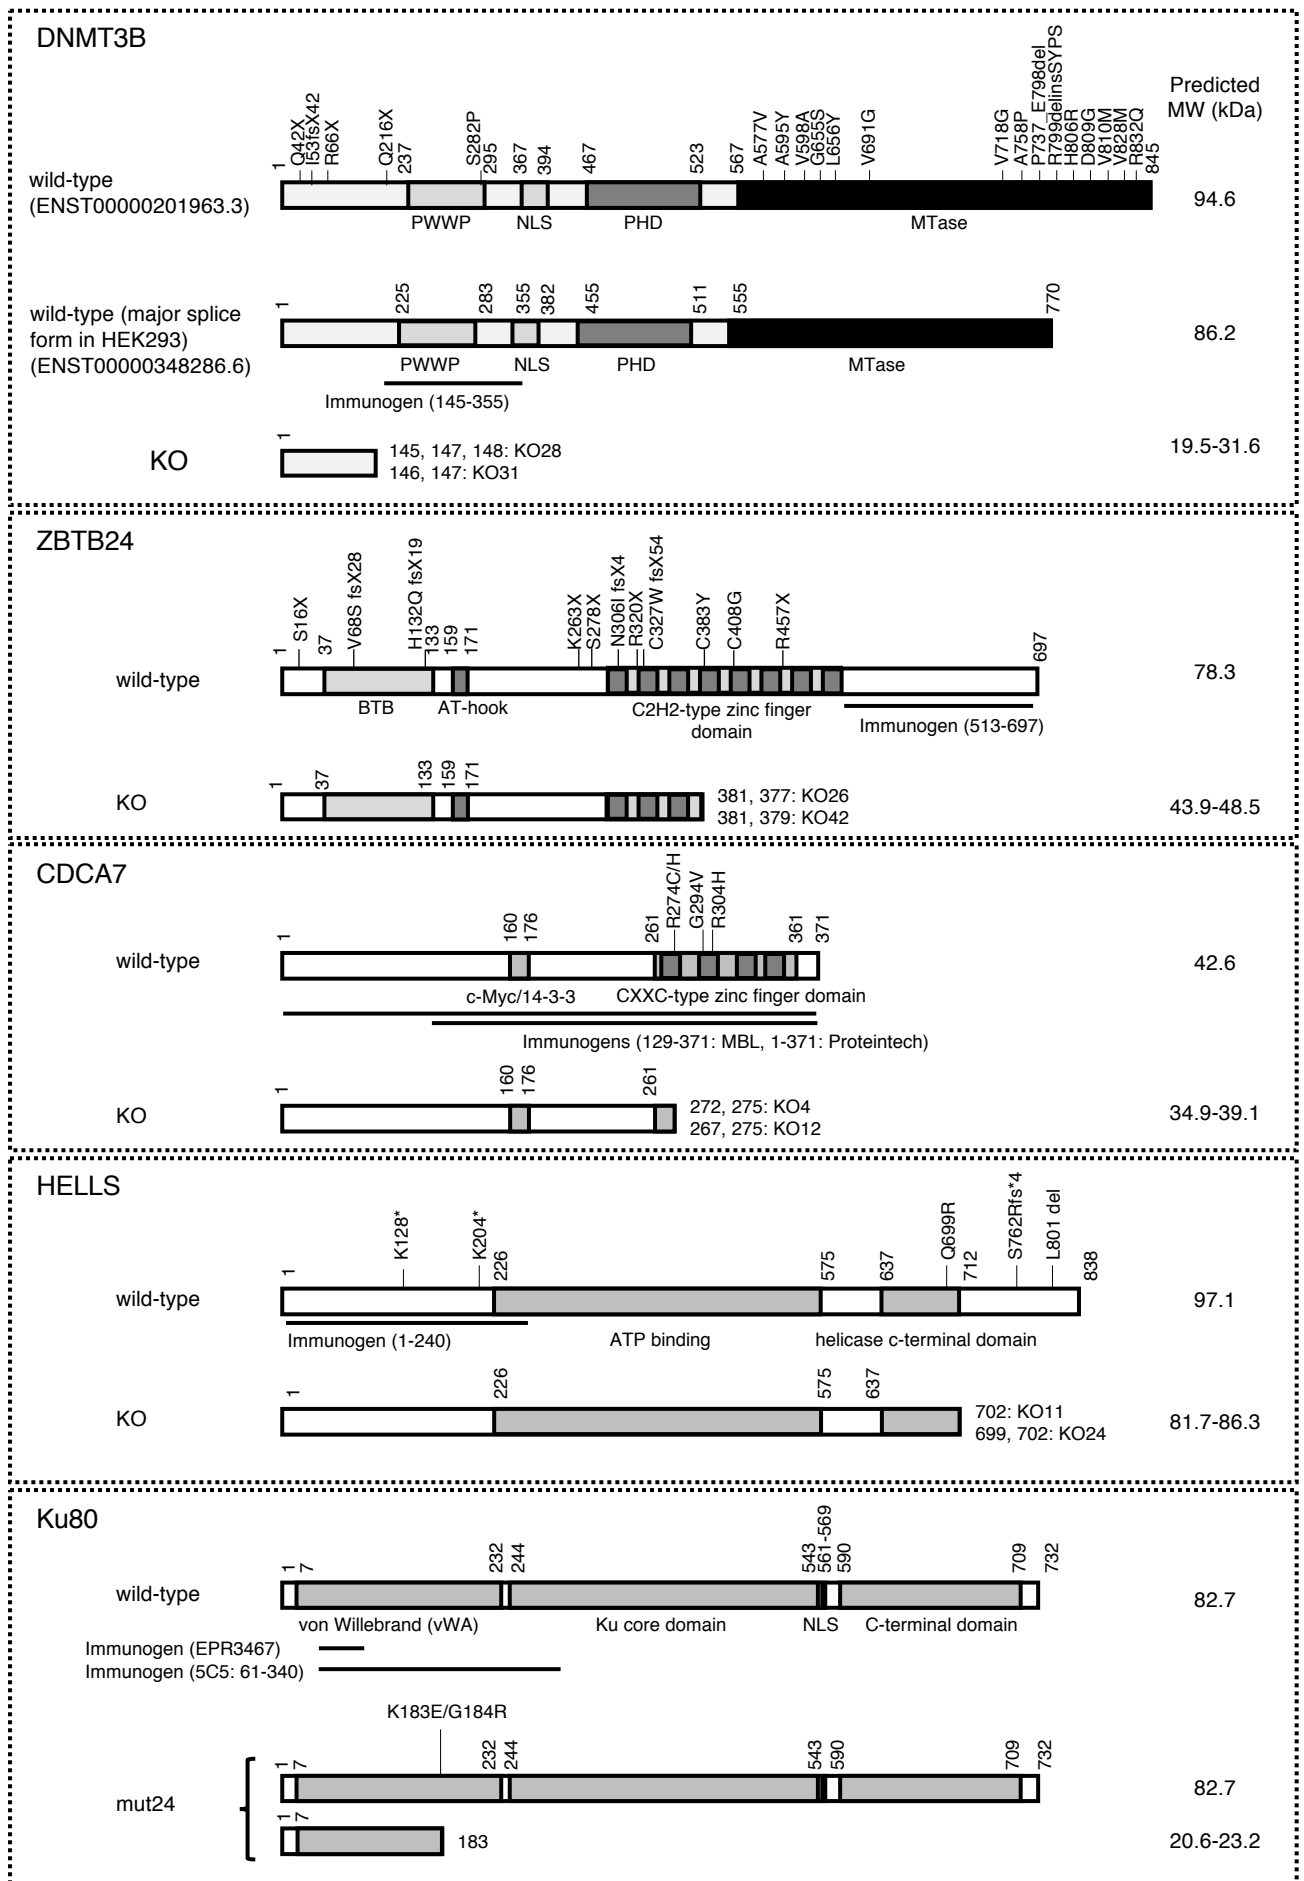 DNMT3B
Predicted
MW (kDa)
1
Q42X
I53fsX42
R66X
Q216X
237
S282P
295
367
394
467
523
567
A577V
A595Y
V598A
G655S
L656Y
V691G
V718G
A758P
P737_E798del
R799delinsSYPS
H806R
D809G
V810M
V828M
R832Q
845
wild-type
(ENST00000201963.3)
94.6
PWWP NLS PHD MTase
1 225 283 355 382 455 511 555 770
wild-type (major splice
form in HEK293)
(ENST00000348286.6)
86.2
PWWP NLS PHD MTase
Immunogen (145-355)
1
KO
145, 147, 148: KO28
146, 147: KO31
19.5-31.6
ZBTB24
1
S16X
37
V68S fsX28
H132Q fsX19
133
159
171
K263X
S278X
N306I fsX4
R320X
C327W fsX54
C383Y
C408G
R457X
697
wild-type
78.3
BTB AT-hook C2H2-type zinc finger
domain
Immunogen (513-697)
1 37 133 159 171
KO
381, 377: KO26
381, 379: KO42
43.9-48.5
CDCA7
1
160
176
261
R274C/H
G294V
R304H
361
371
wild-type
42.6
c-Myc/14-3-3 CXXC-type zinc finger domain
Immunogens (129-371: MBL, 1-371: Proteintech)
1 160 176 261
KO
272, 275: KO4
267, 275: KO12
34.9-39.1
HELLS
1
K128*
K204*
226
575
637
Q699R
712
S762Rfs*4
L801 del
838
wild-type
97.1
Immunogen (1-240) ATP binding helicase c-terminal domain
1 226 575 637
KO
702: KO11
699, 702: KO24
81.7-86.3
Ku80
1 7 232 244 543 561-569 590 709 732
wild-type
82.7
von Willebrand (vWA) Ku core domain NLS C-terminal domain
Immunogen (EPR3467)
Immunogen (5C5: 61-340)
K183E/G184R
1 7 232 244 543 590 709 732
mut24
82.7
1 7
183
20.6-23.2